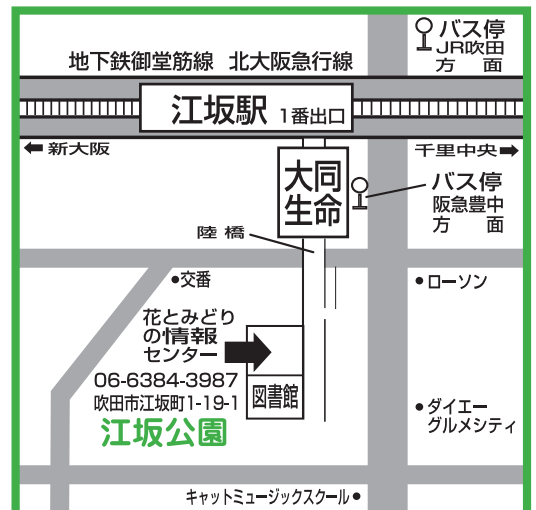 バス停
JR吹田
方　面
地下鉄御堂筋線　北大阪急行線
江坂駅 1番出口
⬅ 新大阪
千里中央 ➡
大同
生命
バス停
阪急豊中
方　面
陸橋
•交番
•ローソン
花とみどり
の情報
センター
06-6384-3987
吹田市江坂町1-19-1
図書館
江坂公園
•ダイエー
グルメシティ
キャットミュージックスクール•